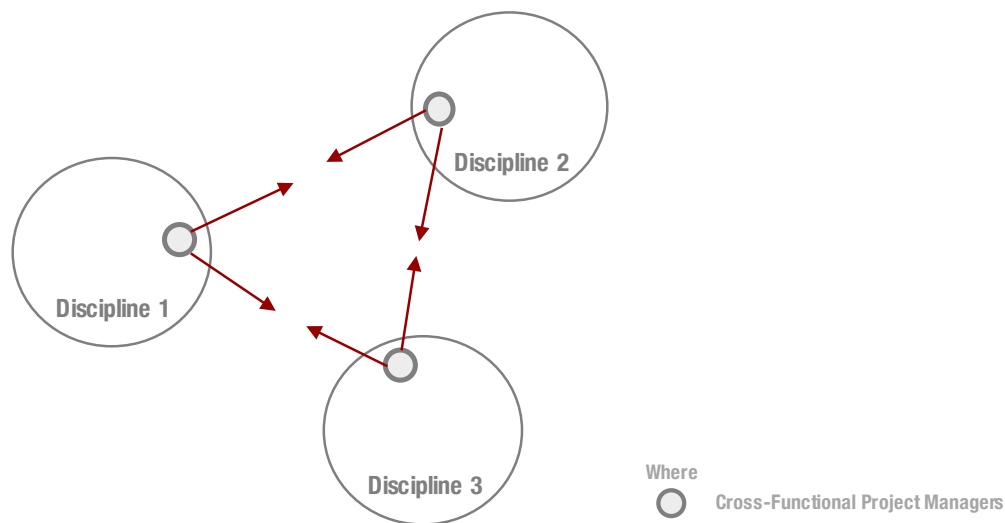 Discipline 2
Discipline 1
Discipline 3
Where
Cross-Functional Project Managers